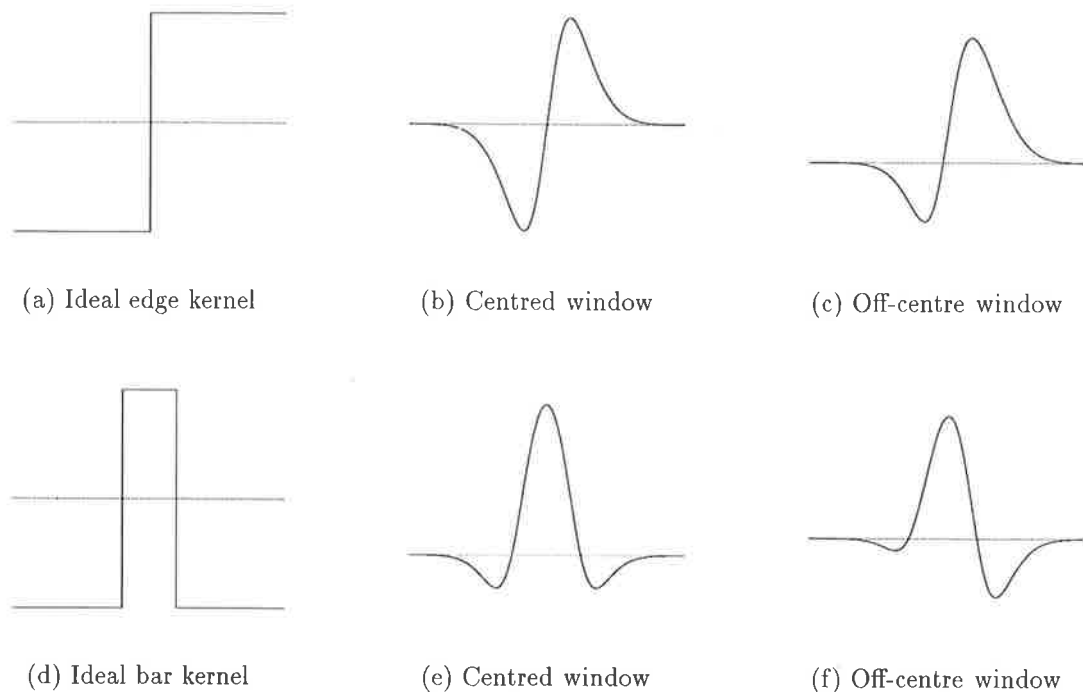 (a) Ideal edge kernel
(b) Centred window
(c) Off-centre window
(d) Ideal bar kernel
(e) Centred window
(f) Off-centre window